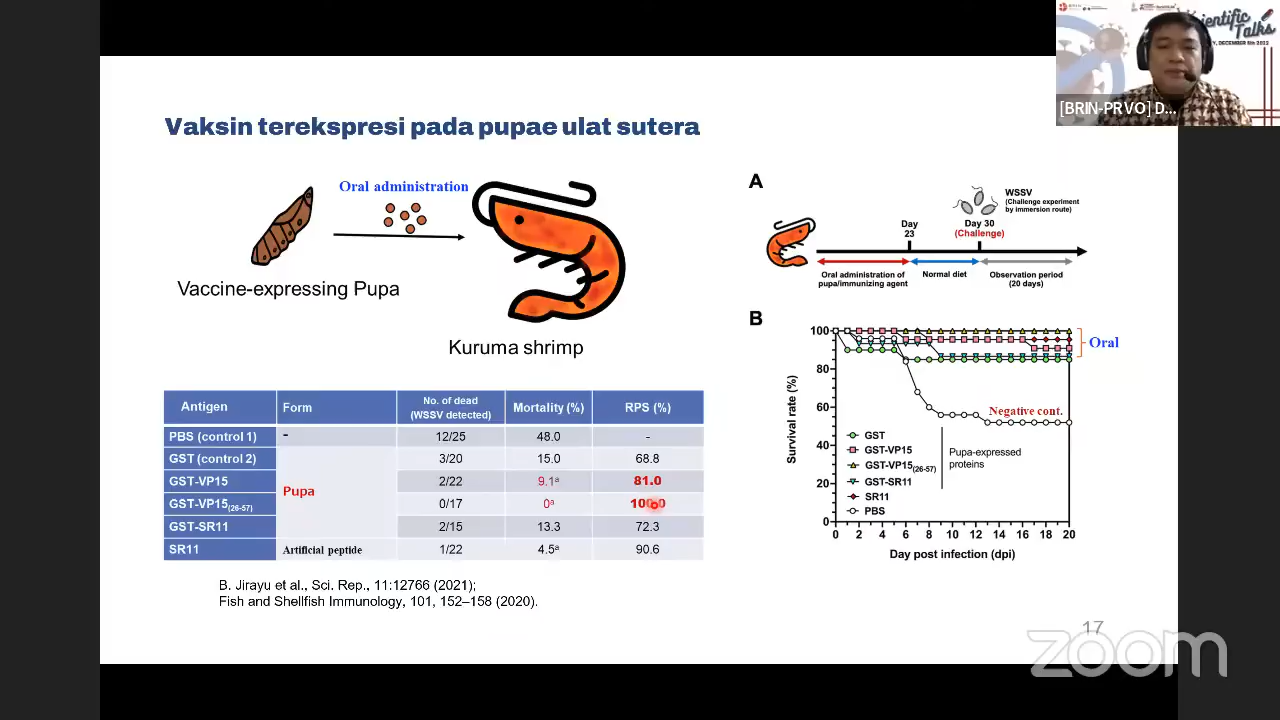 Scientific
Talks
Y, DECEMBER 5th 2022
[BRIN-PRVO] D...
Vaksin terekspresi pada pupae ulat sutera
Oral administration
Vaccine-expressing Pupa
Kuruma shrimp
Antigen Form No. of dead (WSSV detected) Mortality (%) RPS (%)
PBS (control 1) - 12/25 48.0 -
GST (control 2) Pupa 3/20 15.0 68.8
GST-VP15 2/22 9.1a 81.0
GST-VP15(26-57) 0/17 0a 100.0
GST-SR11 2/15 13.3 72.3
SR11 Artificial peptide 1/22 4.5a 90.6
B. Jirayu et al., Sci. Rep., 11:12766 (2021);
Fish and Shellfish Immunology, 101, 152–158 (2020).
A
WSSV
(Challenge experiment
by immersion route)
Day
23
Day 30
(Challenge)
Oral administration of
pupa/immunizing agent
Normal diet
Observation period
(20 days)
B
Survival rate (%)
100
80
60
40
20
0
Oral
Negative cont.
GST
GST-VP15
GST-VP15(26-57)
GST-SR11
SR11
PBS
Pupa-expressed
proteins
0 2 4 6 8 10 12 14 16 18 20
Day post infection (dpi)
17
zoom